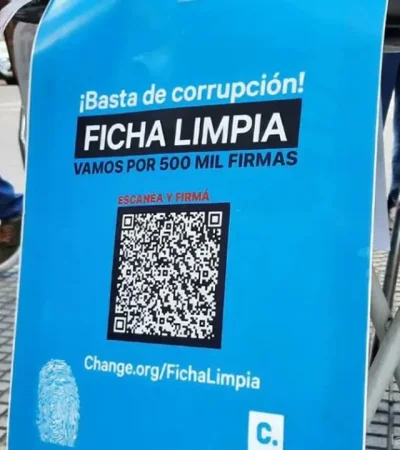 ¡Basta de corrupción!
FICHA LIMPIA
VAMOS POR 500 MIL FIRMAS
ESCANEA Y FIRMÁ
Change.org/FichaLimpia
C.